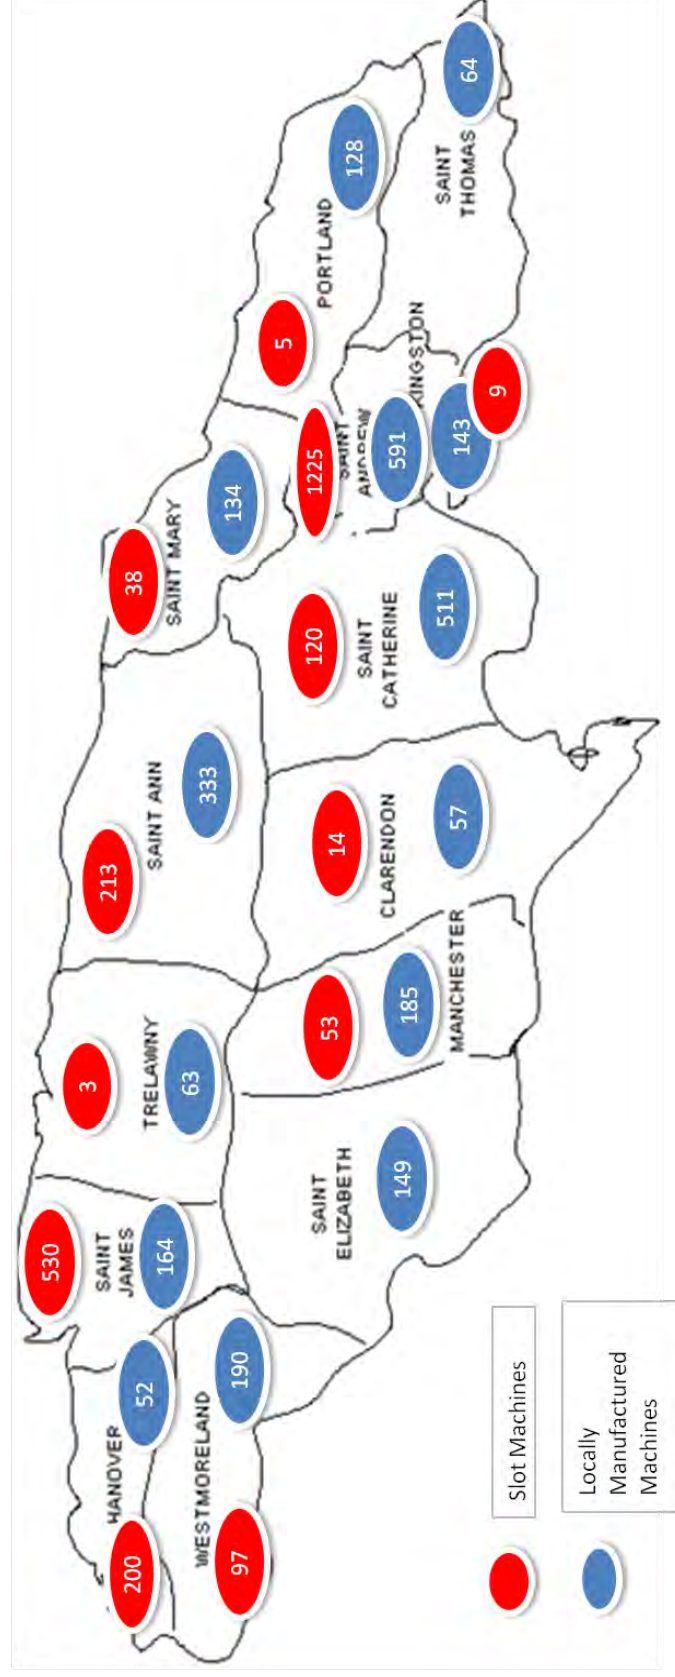 200
HANOVER
52
97
WESTMORELAND
190
530
SAINT
JAMES
164
3
TRELAWNY
63
SAINT
ELIZABETH
149
53
185
MANCHESTER
213
SAINT ANN
333
14
CLARENDON
57
38
SAINT MARY
134
120
SAINT
CATHERINE
511
1225
SAINT
ANDREW
591
KINGSTON
143
9
5
PORTLAND
128
SAINT
THOMAS
64
Slot Machines
Locally
Manufactured
Machines